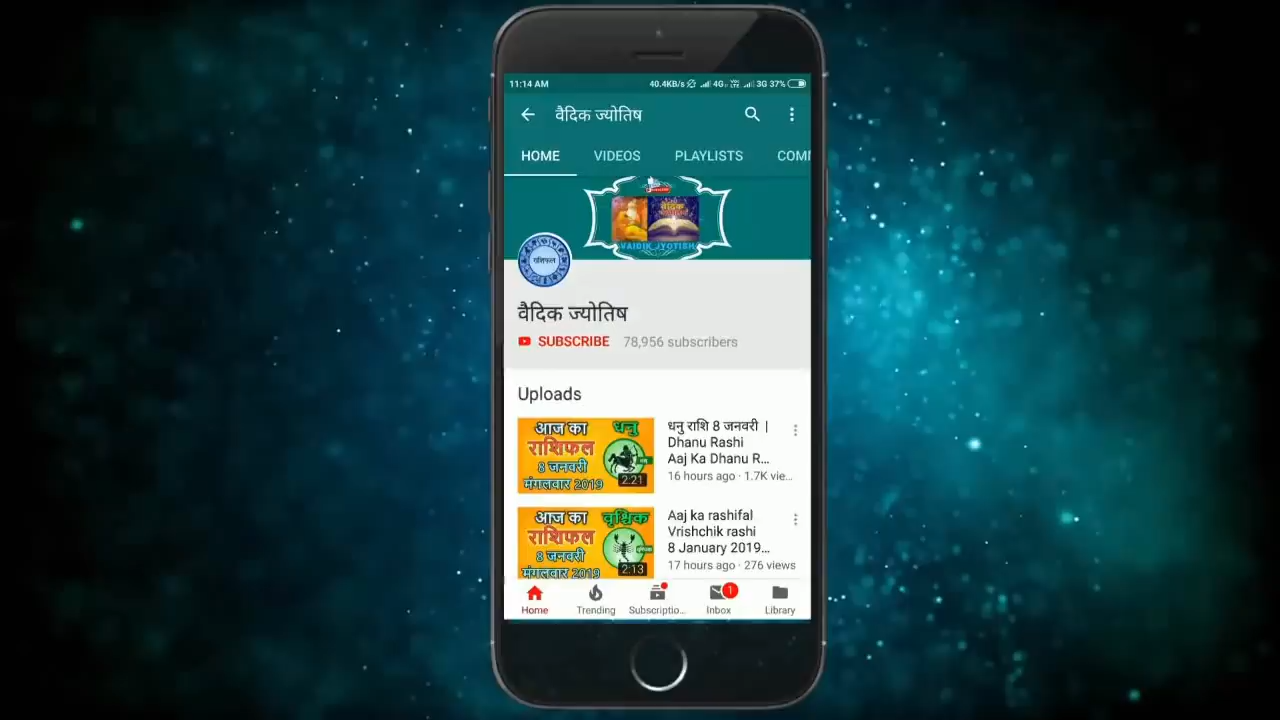 11:14 AM
40.4KB/s 4G 3G 37%
वैदिक ज्योतिष
HOME VIDEOS PLAYLISTS COMM
वैदिक
VAIDIK JYOTISH
राशिफल
वैदिक ज्योतिष
SUBSCRIBE 78,956 subscribers
Uploads
आज का धनु
राशिफल
8 जनवरी
मंगलवार 2019
2:21
धनु राशि 8 जनवरी |
Dhanu Rashi
Aaj Ka Dhanu R...
16 hours ago · 1.7K vie...
आज का वृश्चिक
राशिफल
8 जनवरी
मंगलवार 2019
2:13
Aaj ka rashifal
Vrishchik rashi
8 January 2019...
17 hours ago · 276 views
1
Home Trending Subscriptio... Inbox Library